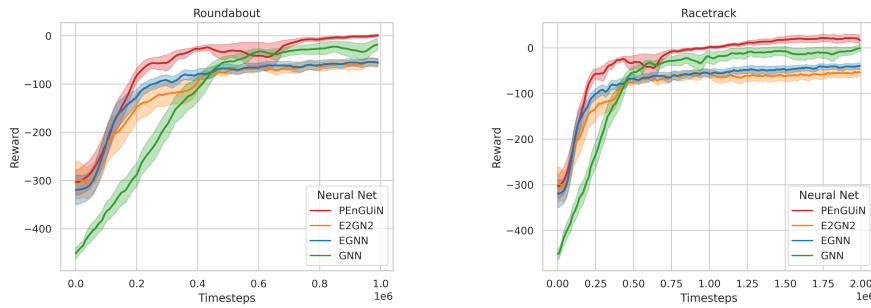 Roundabout
Reward
0
−100
−200
−300
−400
0.0
0.2
0.4
0.6
0.8
1.0
1e6
Timesteps
Neural Net
PEnGUiN
E2GN2
EGNN
GNN
Racetrack
Reward
0
−100
−200
−300
−400
0.00
0.25
0.50
0.75
1.00
1.25
1.50
1.75
2.00
1e6
Timesteps
Neural Net
PEnGUiN
E2GN2
EGNN
GNN